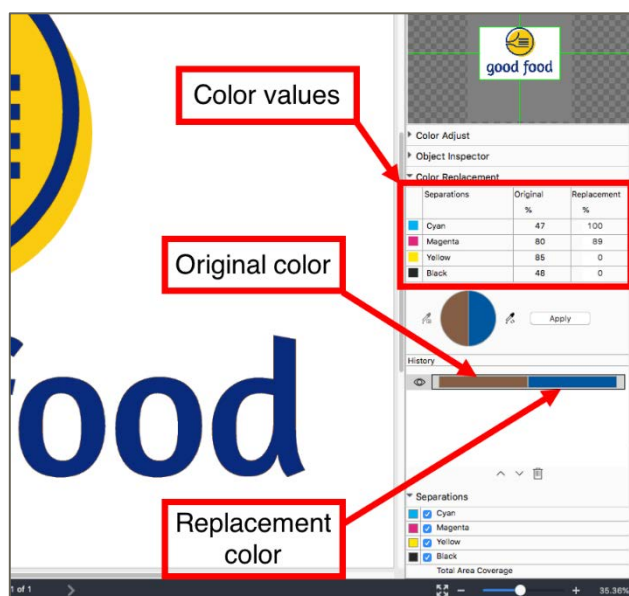 good food
Color values
Color Adjust
Object Inspector
Color Replacement
Separations Original Replacement
% %
Cyan 47 100
Magenta 80 89
Yellow 85 0
Black 48 0
Original color
Apply
History
food
Replacement
color
Separations
Cyan
Magenta
Yellow
Black
Total Area Coverage
1 of 1
35.36%